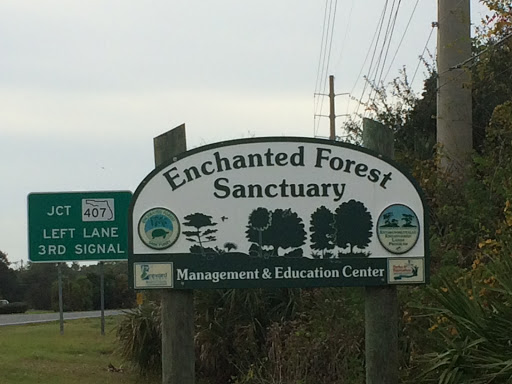 Enchanted Forest
Sanctuary
Management & Education Center
JCT 407
LEFT LANE
3RD SIGNAL